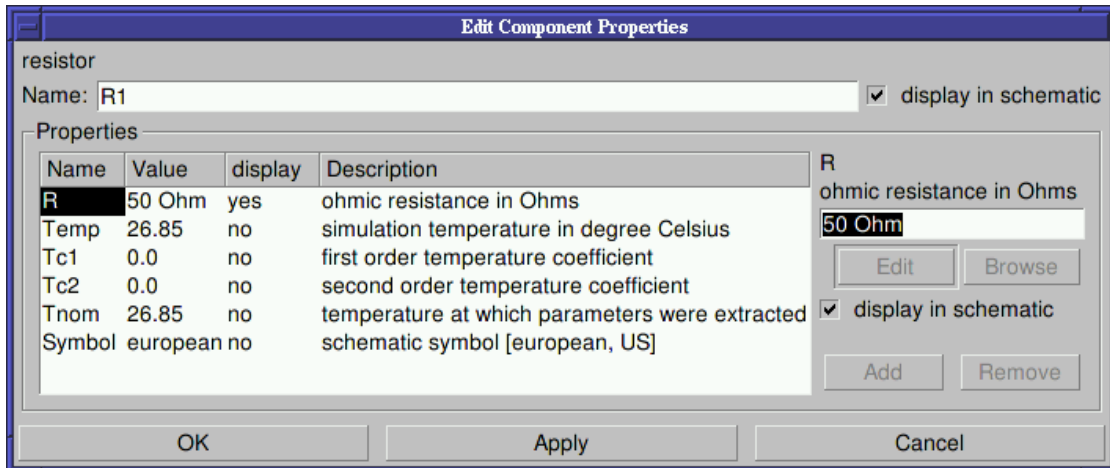 Edit Component Properties
resistor
Name: R1 display in schematic
Properties
Name Value display Description
R 50 Ohm yes ohmic resistance in Ohms
Temp 26.85 no simulation temperature in degree Celsius
Tc1 0.0 no first order temperature coefficient
Tc2 0.0 no second order temperature coefficient
Tnom 26.85 no temperature at which parameters were extracted
Symbol european no schematic symbol [european, US]
R
ohmic resistance in Ohms
50 Ohm
Edit Browse
display in schematic
Add Remove
OK Apply Cancel